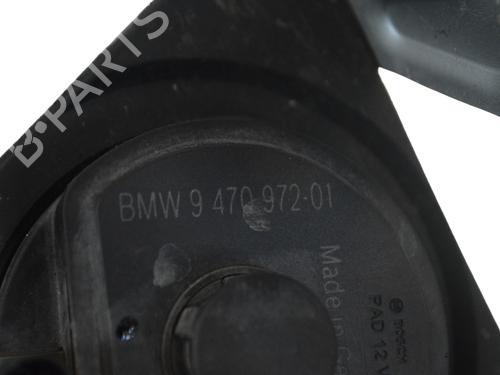 B-PARTS
BMW 9 470 972-01
Made in
BOSCH
PAD 12 V